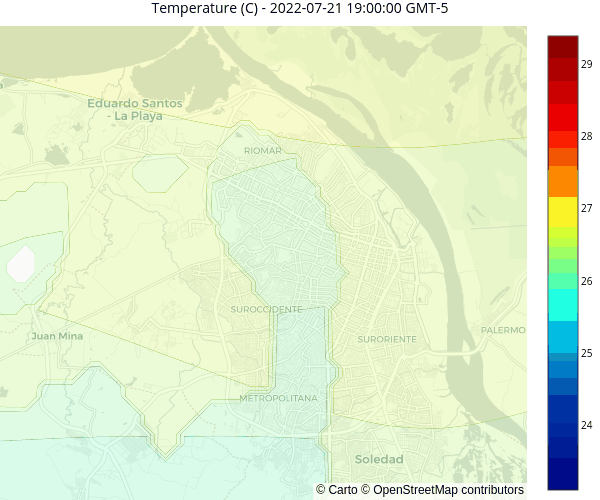 Temperature (C) - 2022-07-21 19:00:00 GMT-5
Eduardo Santos
- La Playa
RIOMAR
SUROCCIDENTE
Juan Mina
SURORIENTE
PALERMO
METROPOLITANA
Soledad
© Carto © OpenStreetMap contributors
29
28
27
26
25
24